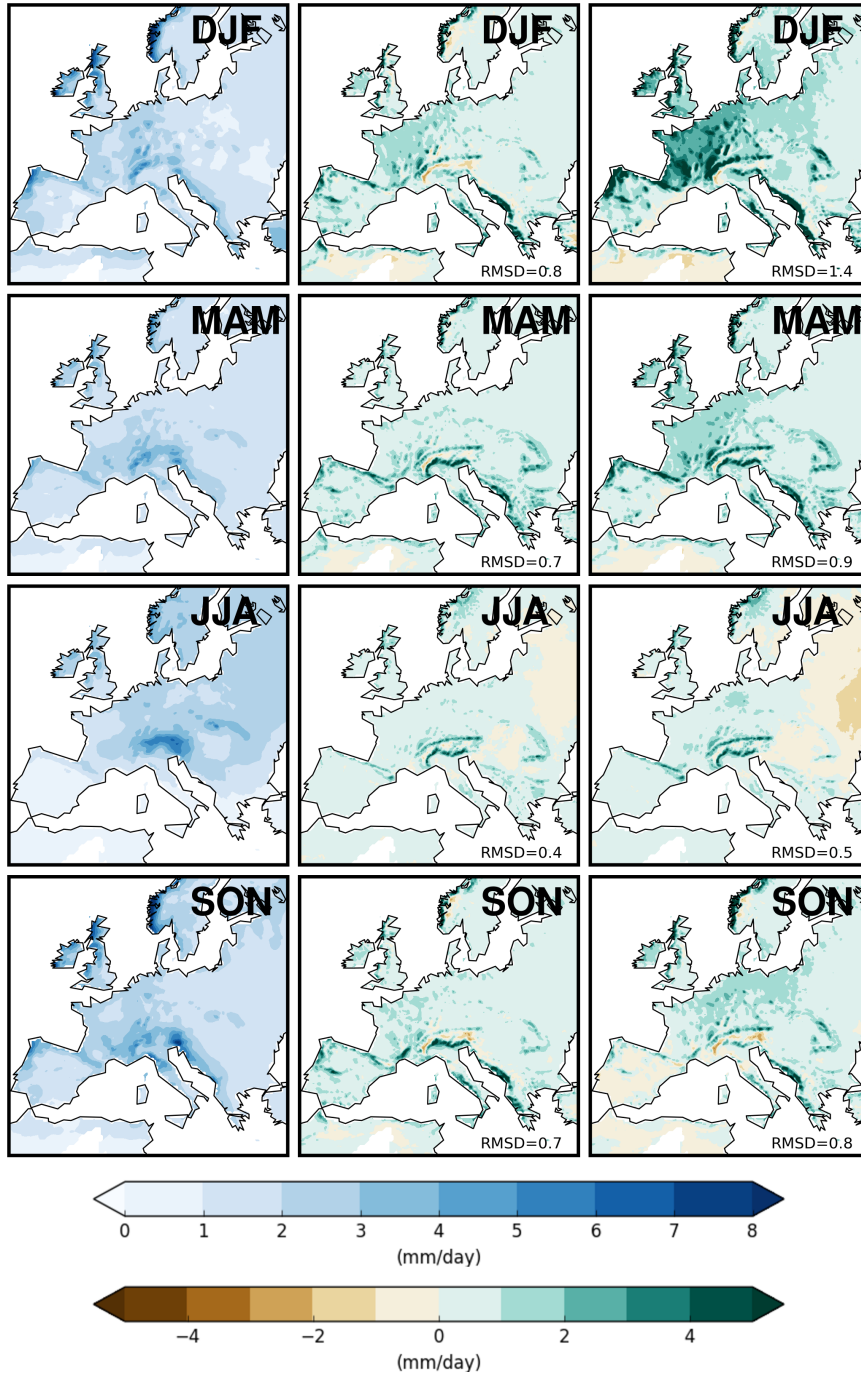 DJF DJF DJF
RMSD=0.8 RMSD=1.4
MAM MAM MAM
RMSD=0.7 RMSD=0.9
JJA JJA JJA
RMSD=0.4 RMSD=0.5
SON SON SON
RMSD=0.7 RMSD=0.8
0 1 2 3 4 5 6 7 8
(mm/day)
−4 −2 0 2 4
(mm/day)